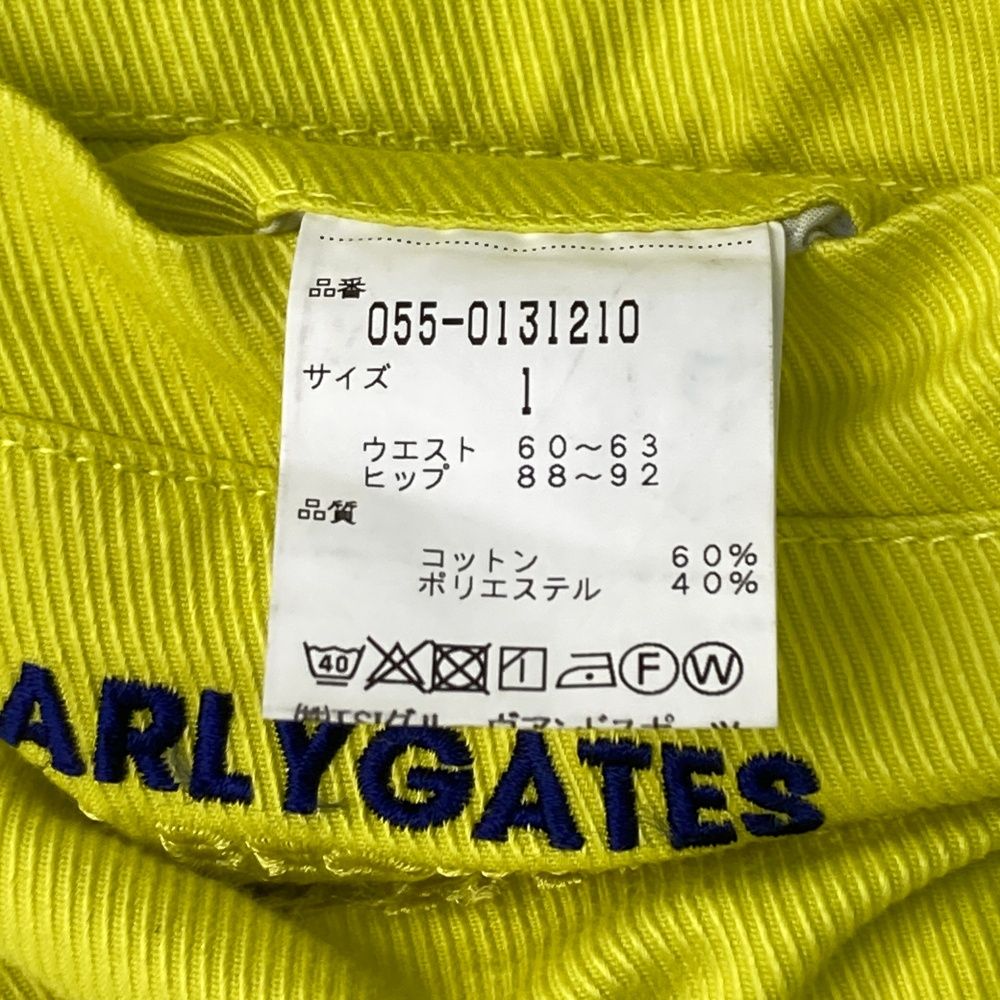 品番
055-0131210
サイズ 1
ウエスト 60~63
ヒップ 88~92
品質
コットン 60%
ポリエステル 40%
40 F W
ARLYGATES